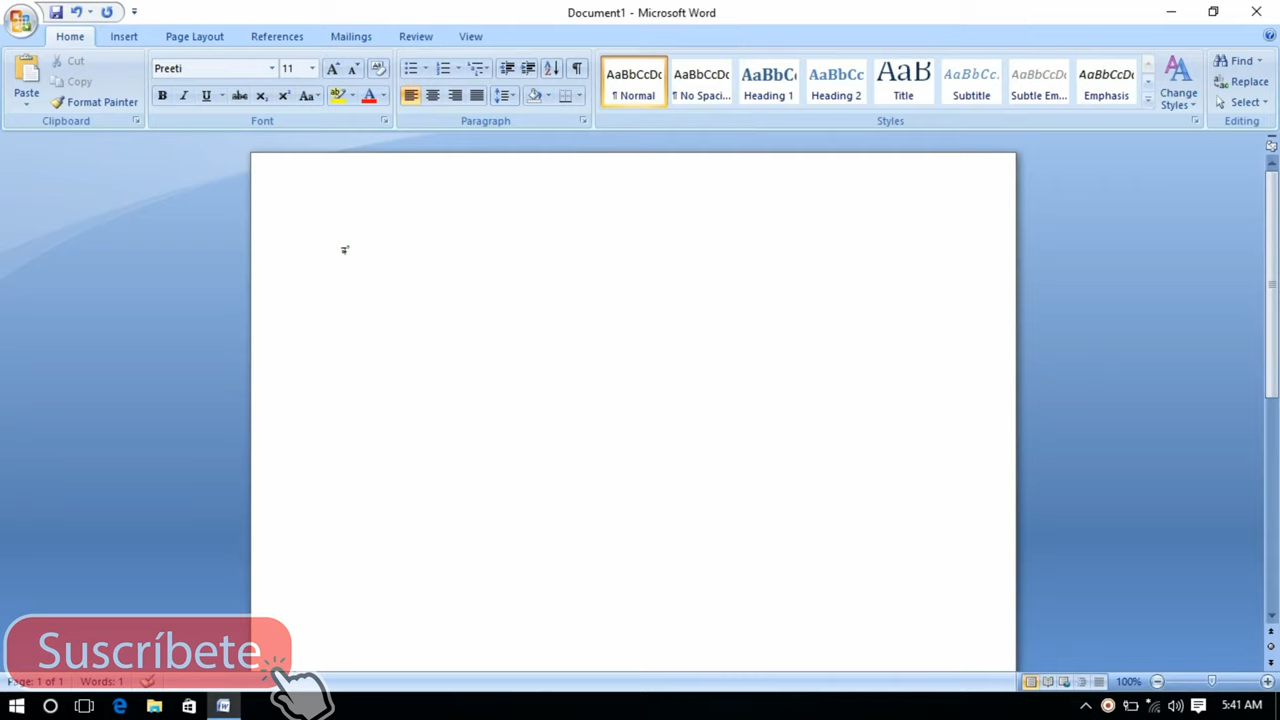 Document1 - Microsoft Word
Home Insert Page Layout References Mailings Review View
Paste
Cut
Copy
Format Painter
Clipboard
Preeti 11
Font
Paragraph
AaBbCcDc AaBbCcDc AaBbC AaBbCc AaB AaBbCc. AaBbCcDc AaBbCcDc
¶ Normal ¶ No Spaci... Heading 1 Heading 2 Title Subtitle Subtle Em... Emphasis
Change Styles
Styles
Find
Replace
Select
Editing
Suscríbete
Page: 1 of 1 Words: 1
100%
5:41 AM